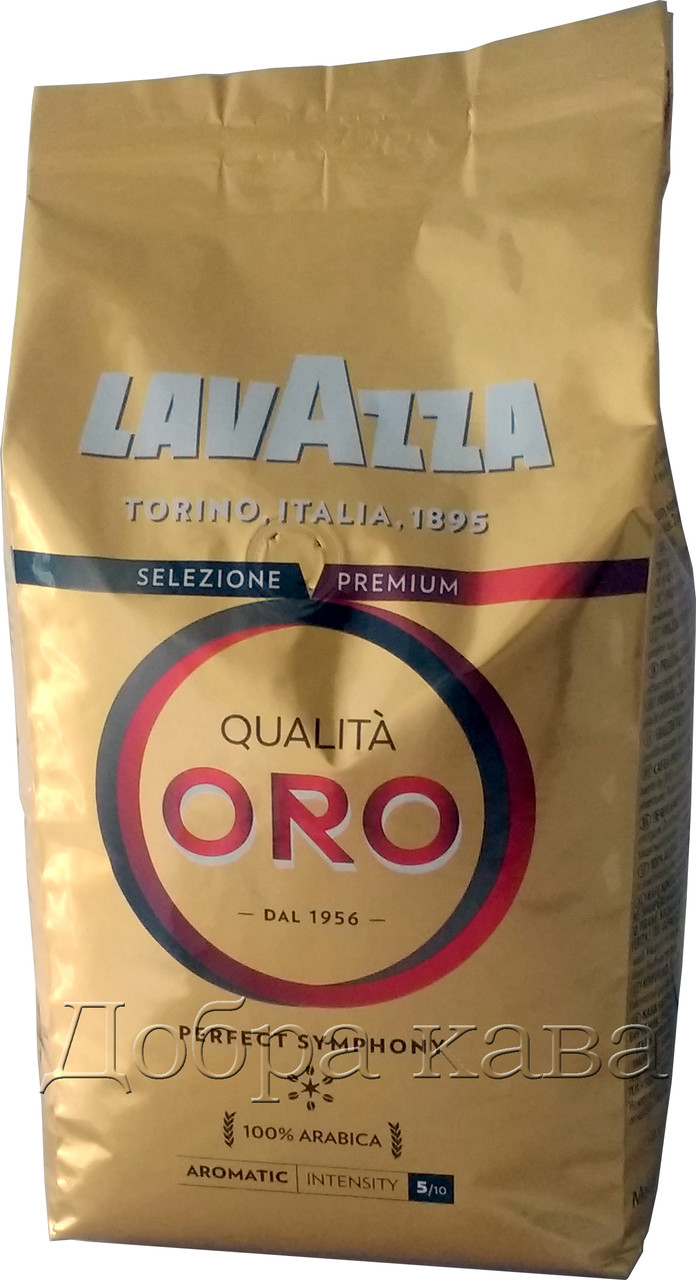 LAVAZZA
TORINO, ITALIA, 1895
SELEZIONE PREMIUM
QUALITÀ
ORO
DAL 1956
PERFECT SYMPHONY
Добра кава
100% ARABICA
AROMATIC INTENSITY 5/10